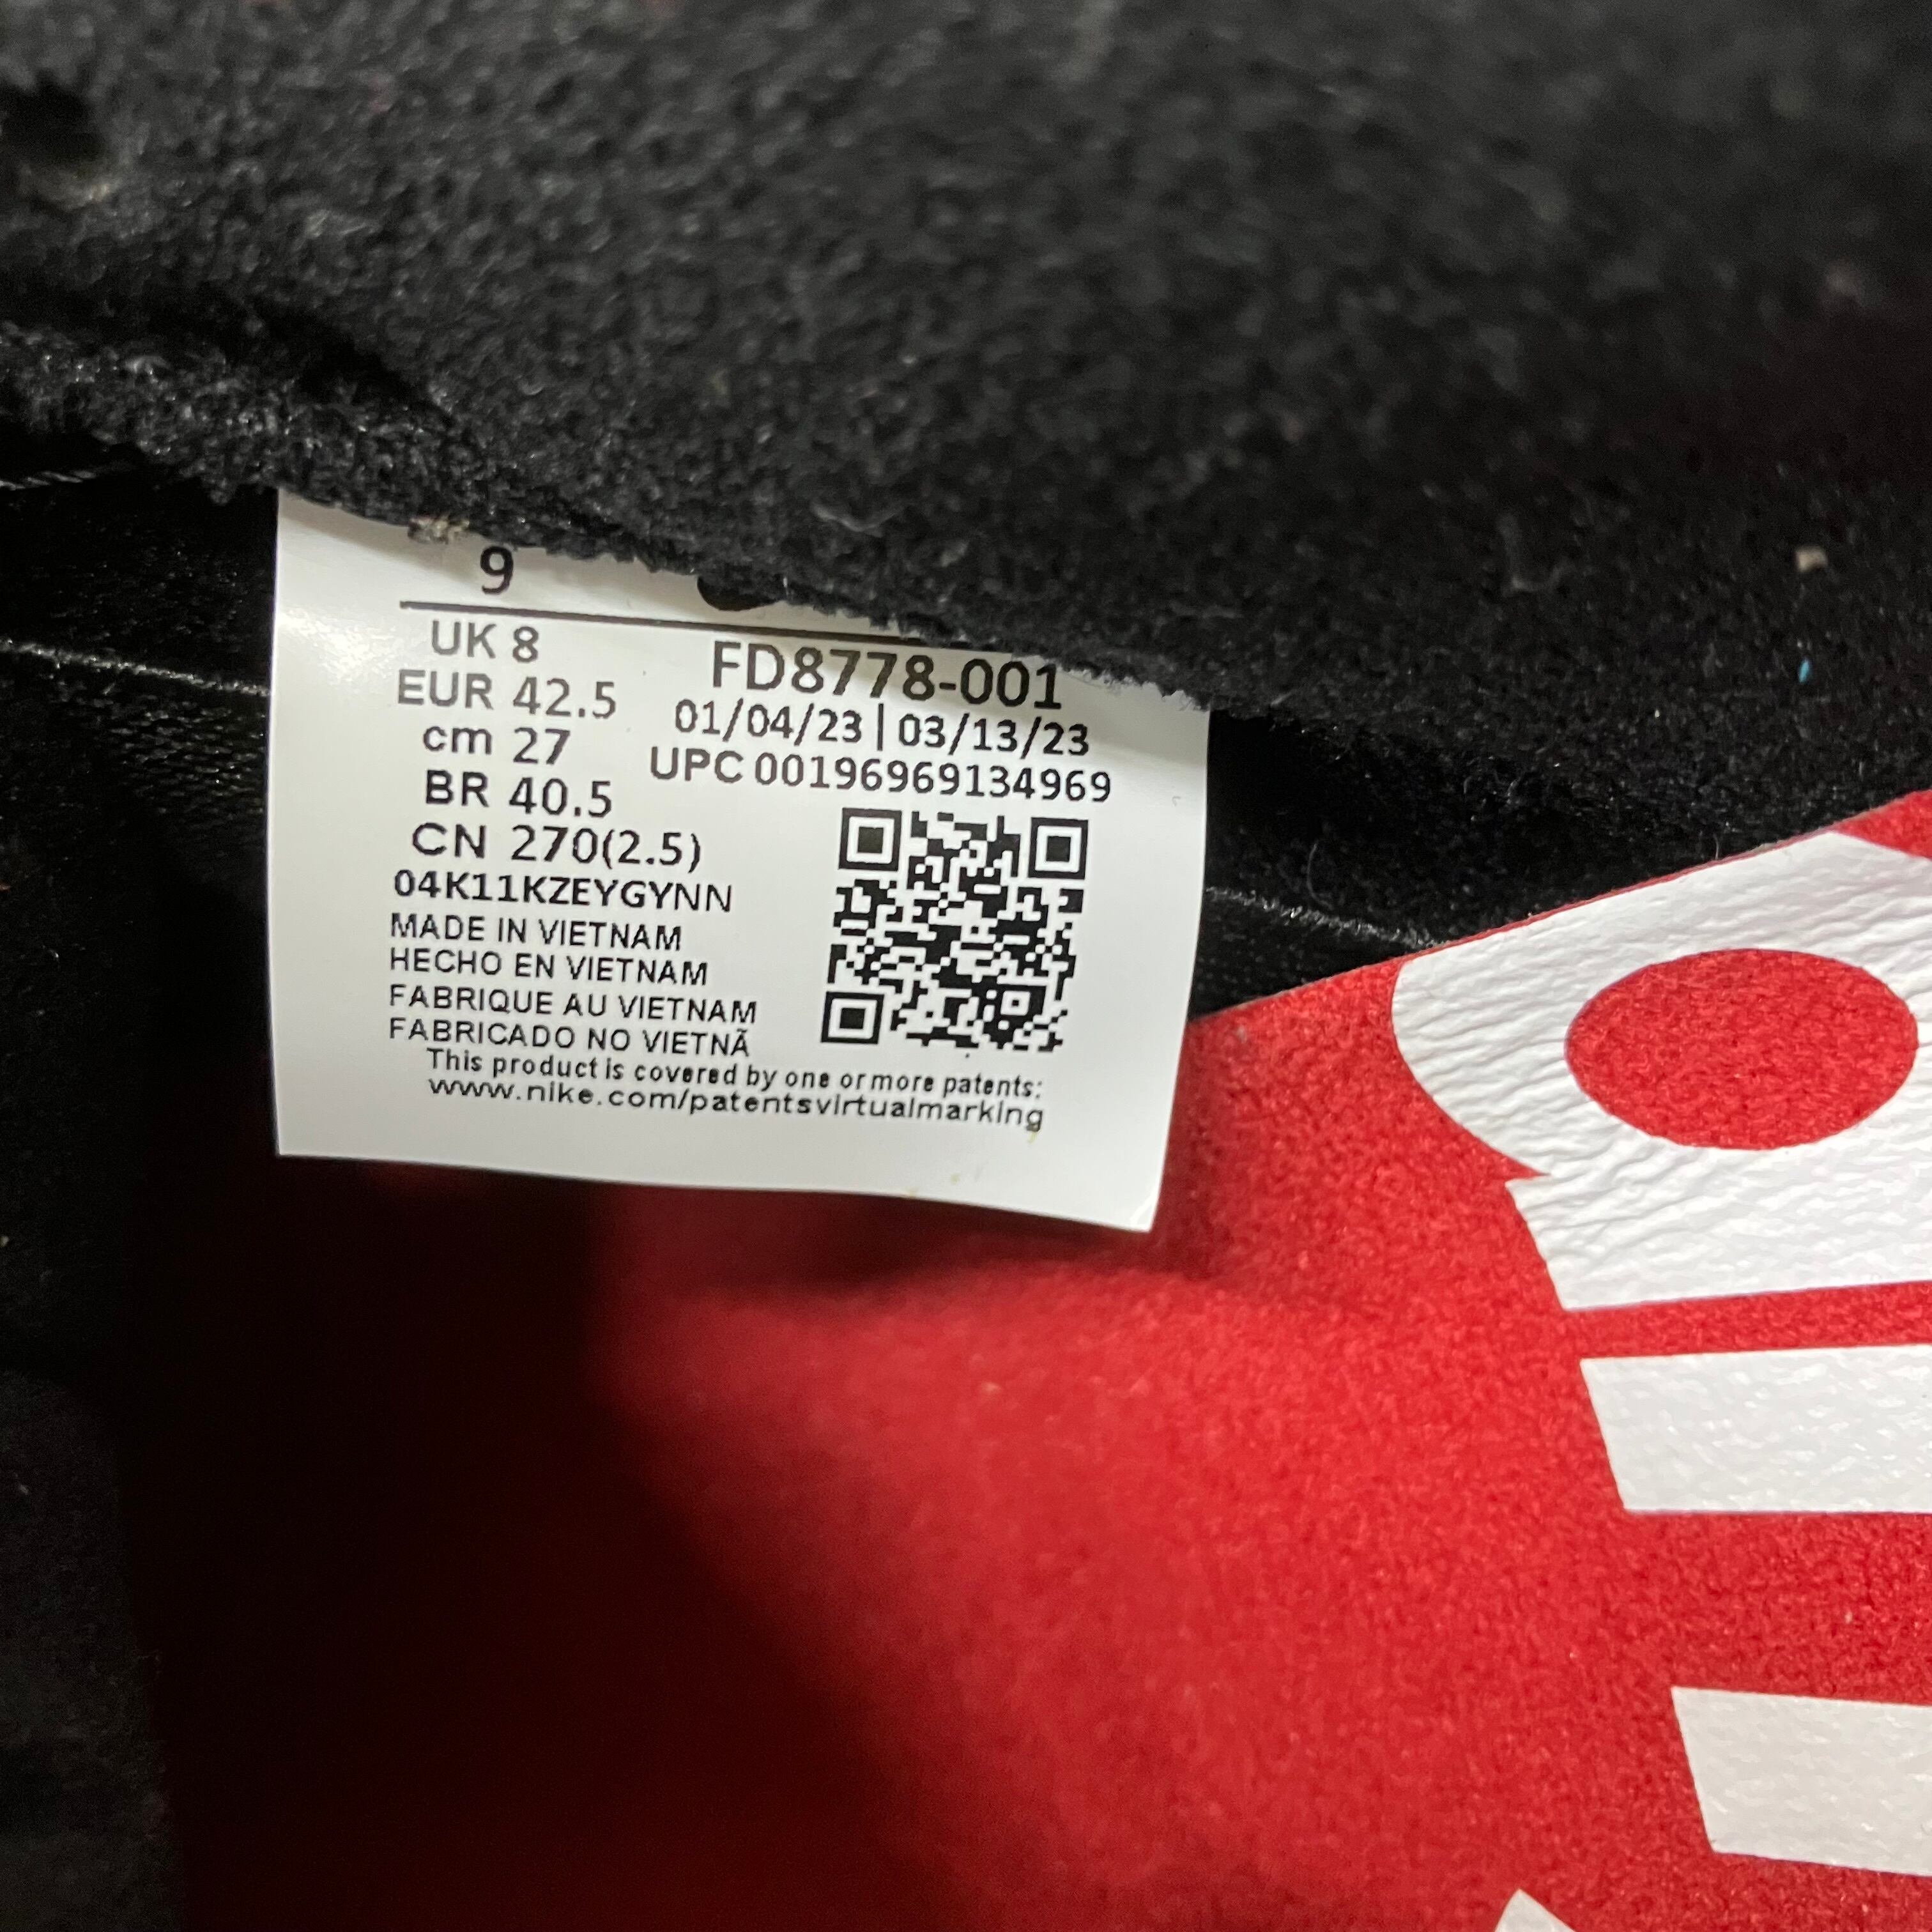 9
UK 8
EUR 42.5
cm 27
BR 40.5
CN 270(2.5)
FD8778-001
01/04/23 | 03/13/23
UPC 00196969134969
04K11KZEYGYNN
MADE IN VIETNAM
HECHO EN VIETNAM
FABRIQUE AU VIETNAM
FABRICADO NO VIETNÃ
This product is covered by one or more patents:
www.nike.com/patentsvirtualmarking